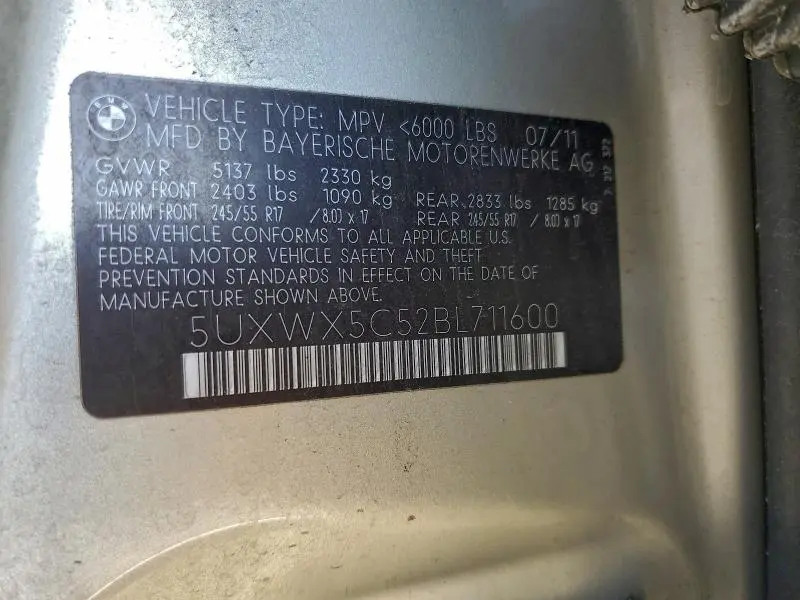 BMW
VEHICLE TYPE: MPV <6000 LBS 07/11
MFD BY BAYERISCHE MOTORENWERKE AG
GVWR 5137 lbs 2330 kg
GAWR FRONT 2403 lbs 1090 kg REAR 2833 lbs 1285 kg
TIRE/RIM FRONT 245/55 R17 / 8.0J x 17 REAR 245/55 R17 / 8.0J x 17
THIS VEHICLE CONFORMS TO ALL APPLICABLE U.S.
FEDERAL MOTOR VEHICLE SAFETY AND THEFT
PREVENTION STANDARDS IN EFFECT ON THE DATE OF
MANUFACTURE SHOWN ABOVE.
5UXWX5C52BL711600